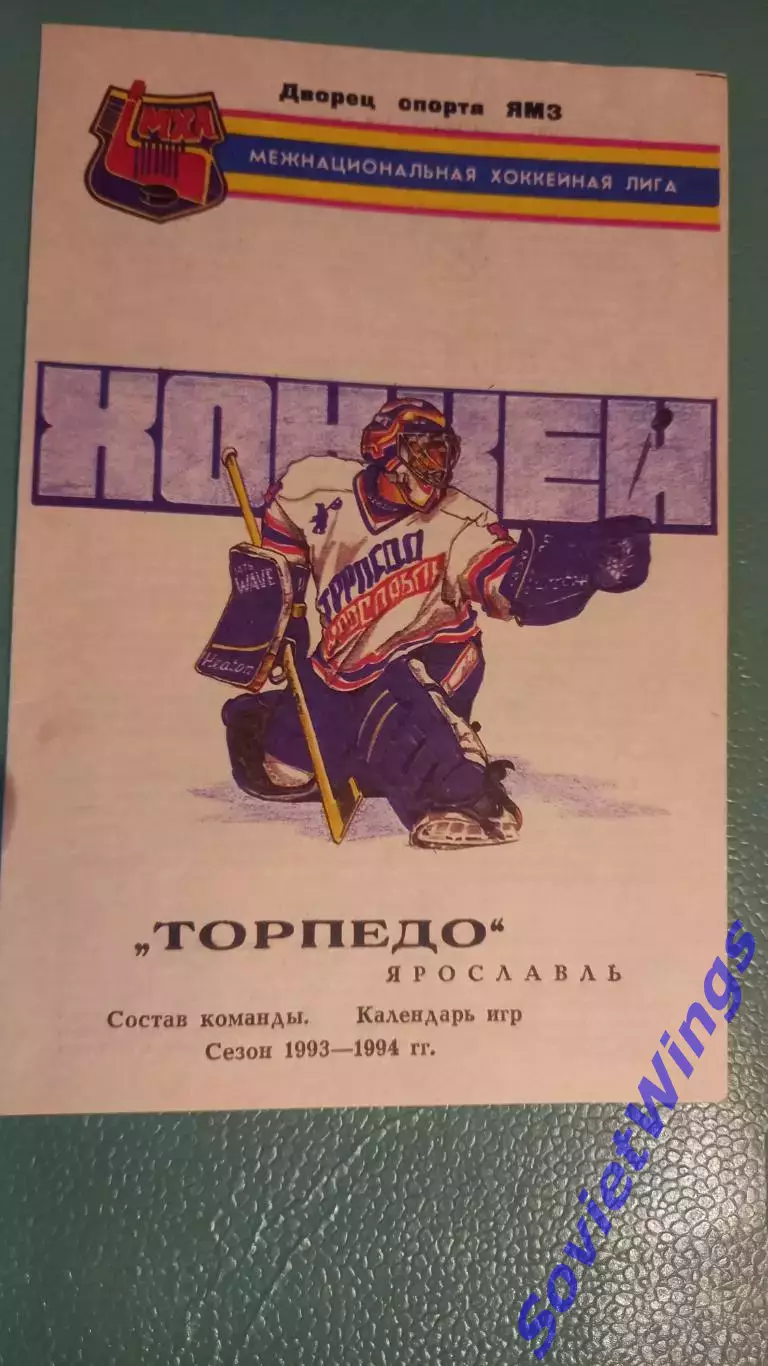 Дворец спорта ЯМЗ
МХЛ
МЕЖНАЦИОНАЛЬНАЯ ХОККЕЙНАЯ ЛИГА
ХОККЕЙ
ТОРПЕДО
ЯРОСЛАВЛЬ
WAVE
Heaton
„ТОРПЕДО“
ЯРОСЛАВЛЬ
Состав команды. Календарь игр
Сезон 1993—1994 гг.
SovietWings